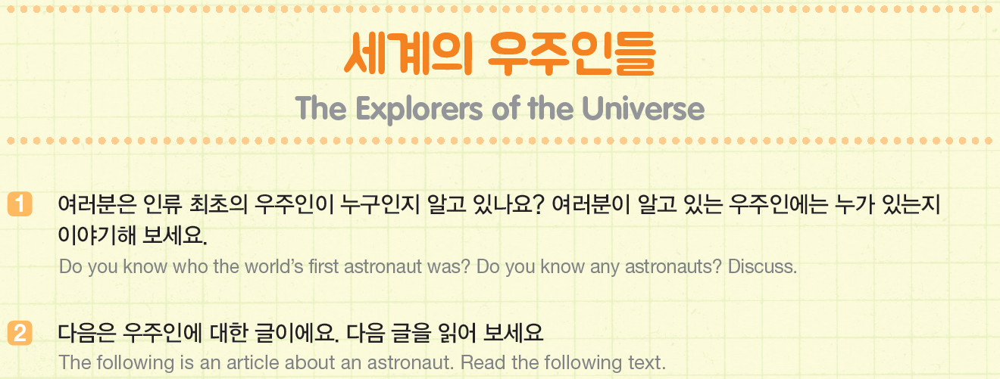 세계의 우주인들
The Explorers of the Universe
1 여러분은 인류 최초의 우주인이 누구인지 알고 있나요? 여러분이 알고 있는 우주인에는 누가 있는지
이야기해 보세요.
Do you know who the world's first astronaut was? Do you know any astronauts? Discuss.
2 다음은 우주인에 대한 글이에요. 다음 글을 읽어 보세요
The following is an article about an astronaut. Read the following text.